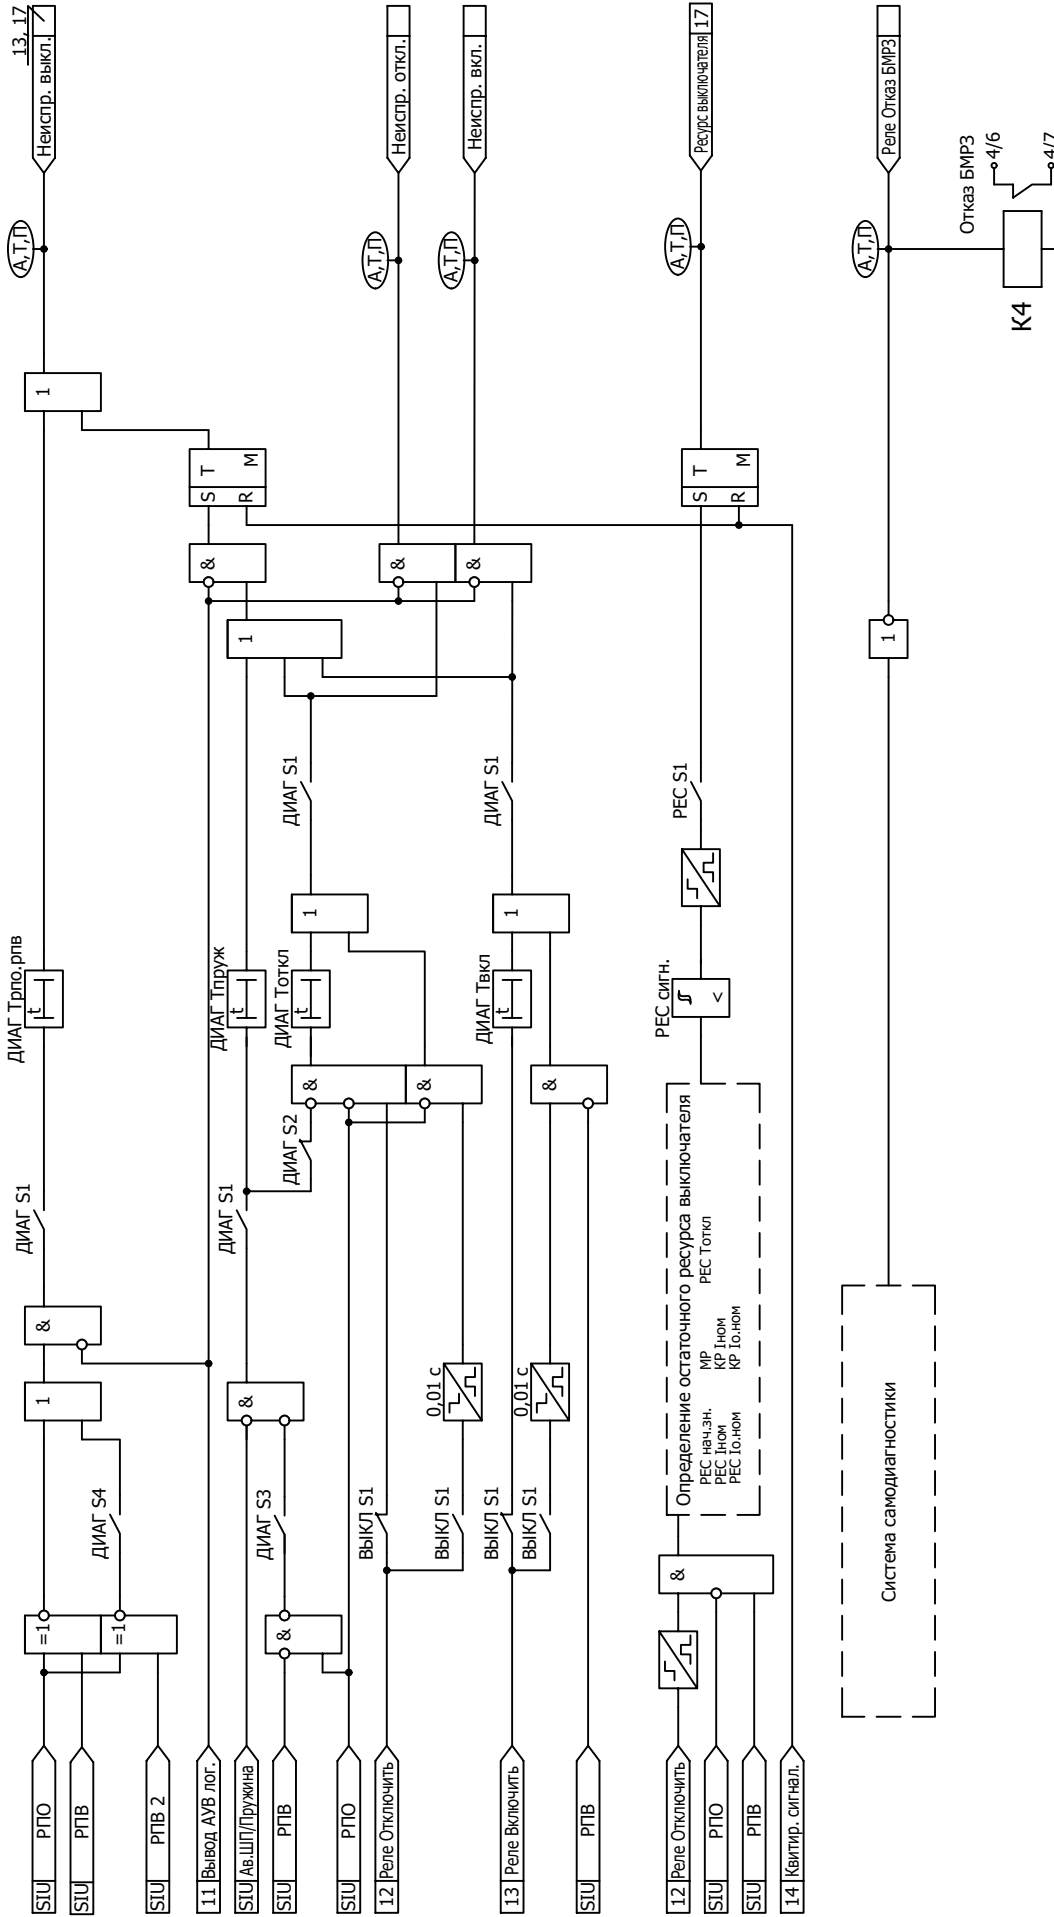 SIU РПО
SIU РПВ
SIU РПВ 2
11 Вывод АУВ лог.
SIU Ав.ШП/Пружина
SIU РПВ
SIU РПО
12 Реле Отключить
13 Реле Включить
SIU РПВ
12 Реле Отключить
SIU РПО
SIU РПВ
14 Квитир. сигнал.
=1
=1
ДИАГ S4
1
&
ДИАГ S1
ДИАГ Трпо.рпв
t
1
А,Т,П
Неиспр. выкл.
13, 17
&
ДИАГ S3
&
ДИАГ S1
ДИАГ S2
ДИАГ Тпруж
t
1
&
S T
R M
ВЫКЛ S1
ВЫКЛ S1
0,01 с
&
&
ДИАГ Тоткл
t
1
ДИАГ S1
&
А,Т,П
Неиспр. откл.
ВЫКЛ S1
ВЫКЛ S1
0,01 с
&
ДИАГ Твкл
t
1
ДИАГ S1
&
А,Т,П
Неиспр. вкл.
&
Определение остаточного ресурса выключателя
РЕС нач.зн.
РЕС Iном
РЕС Iо.ном
МР
КР Iном
КР Iо.ном
РЕС Тоткл
РЕС сигн.
<
РЕС S1
S T
R M
А,Т,П
Ресурс выключателя 17
Система самодиагностики
1
А,Т,П
Реле Отказ БМРЗ
К4
Отказ БМРЗ
4/6
4/7